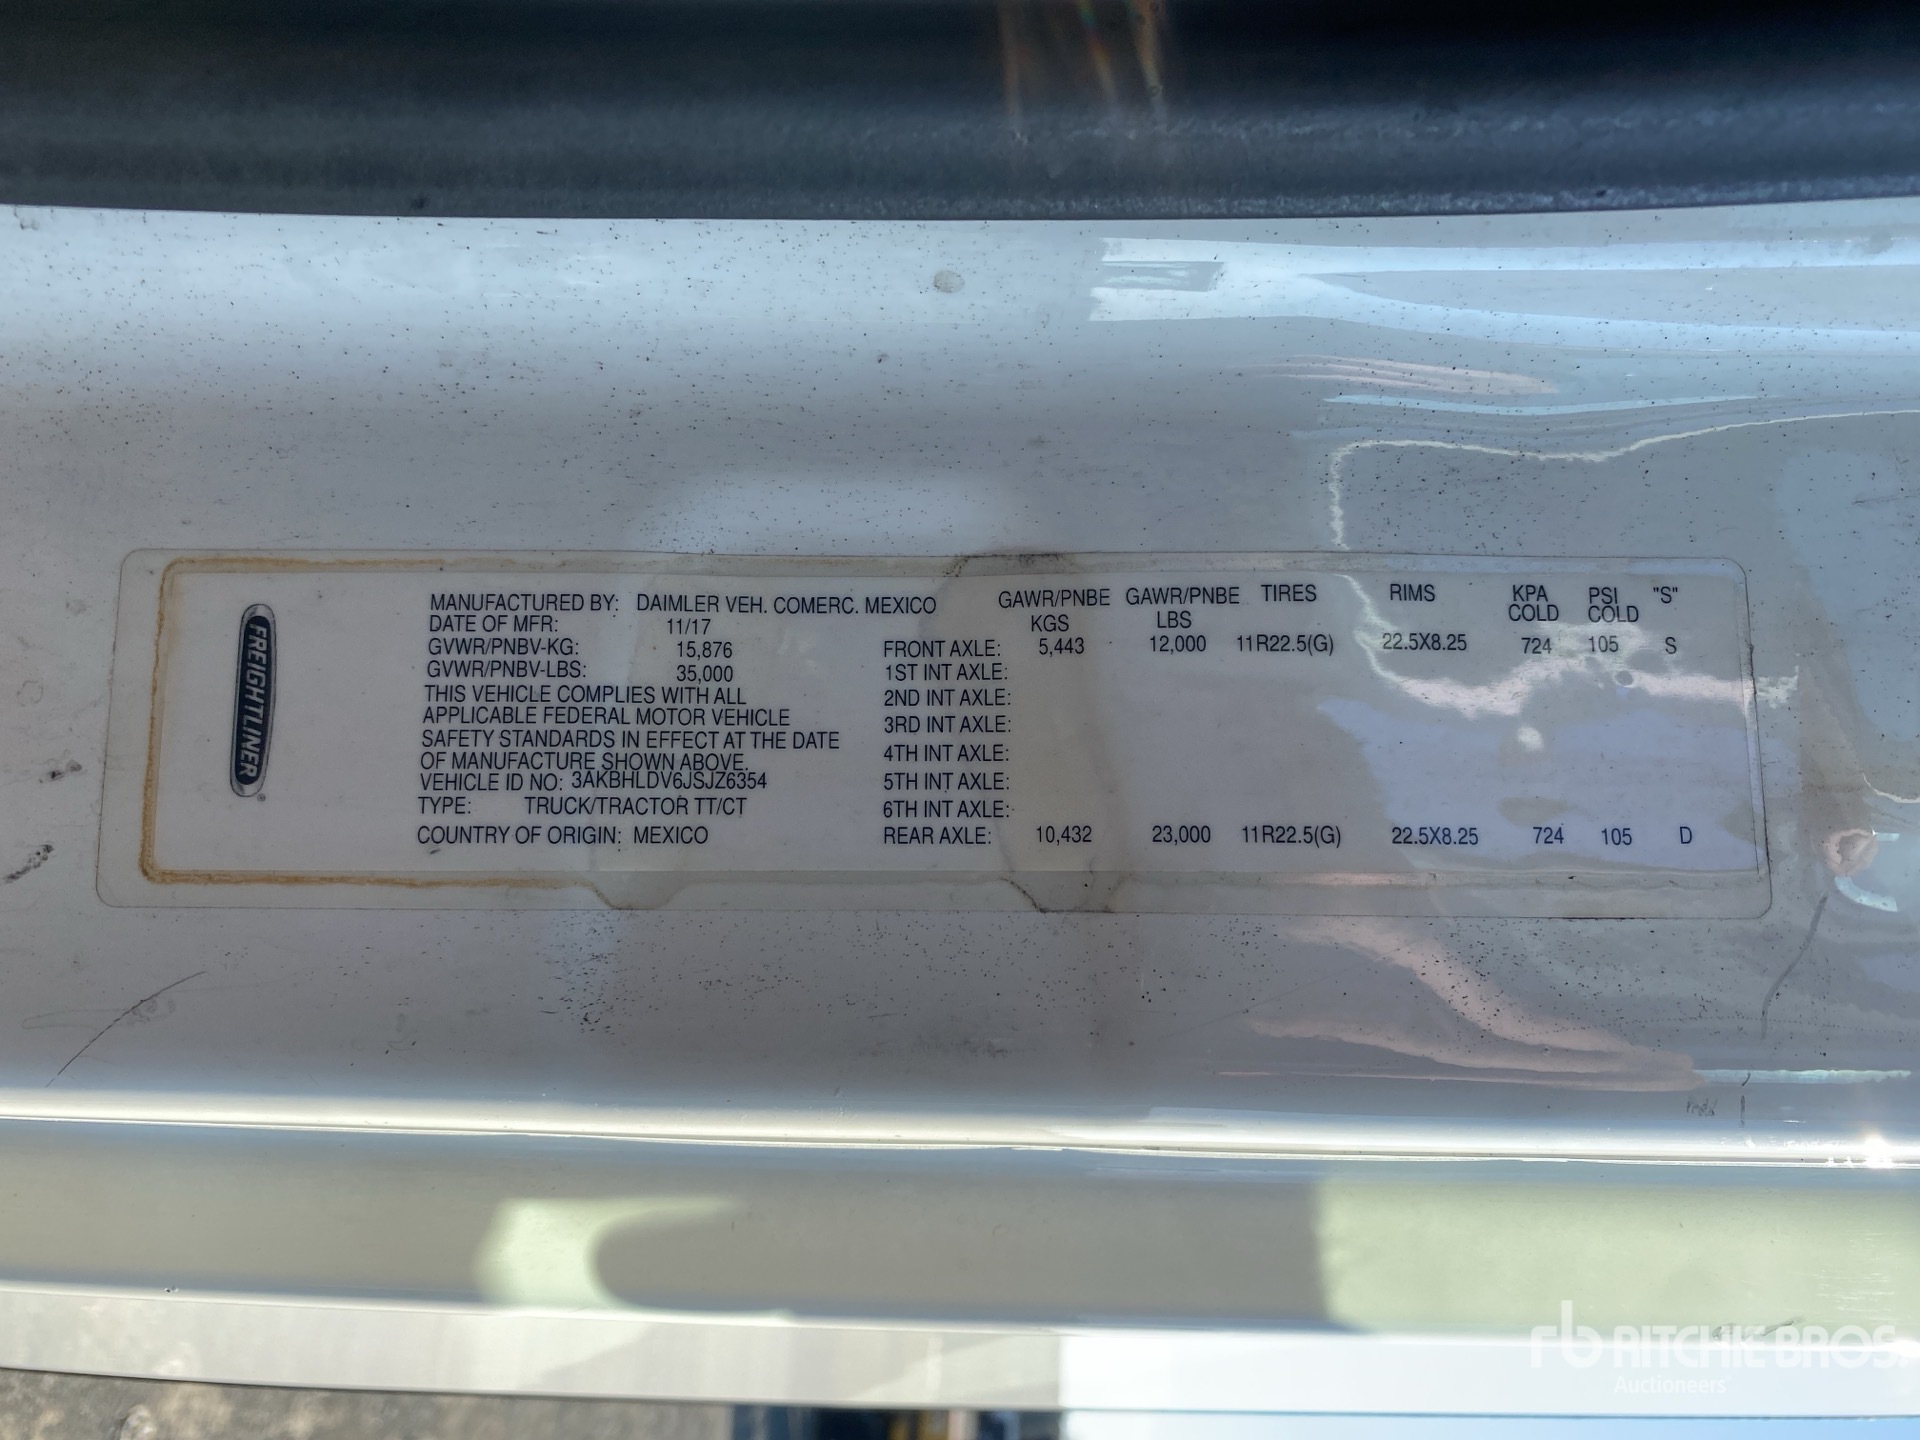 FREIGHTLINER
MANUFACTURED BY: DAIMLER VEH. COMERC. MEXICO
DATE OF MFR: 11/17
GVWR/PNBV-KG: 15,876
GVWR/PNBV-LBS: 35,000
THIS VEHICLE COMPLIES WITH ALL
APPLICABLE FEDERAL MOTOR VEHICLE
SAFETY STANDARDS IN EFFECT AT THE DATE
OF MANUFACTURE SHOWN ABOVE.
VEHICLE ID NO: 3AKBHLDV6JSJZ6354
TYPE: TRUCK/TRACTOR TT/CT
COUNTRY OF ORIGIN: MEXICO
GAWR/PNBE GAWR/PNBE TIRES RIMS KPA PSI "S"
KGS LBS COLD COLD
FRONT AXLE: 5,443 12,000 11R22.5(G) 22.5X8.25 724 105 S
1ST INT AXLE:
2ND INT AXLE:
3RD INT AXLE:
4TH INT AXLE:
5TH INT AXLE:
6TH INT AXLE:
REAR AXLE: 10,432 23,000 11R22.5(G) 22.5X8.25 724 105 D
rb RITCHIE BROS.
Auctioneers